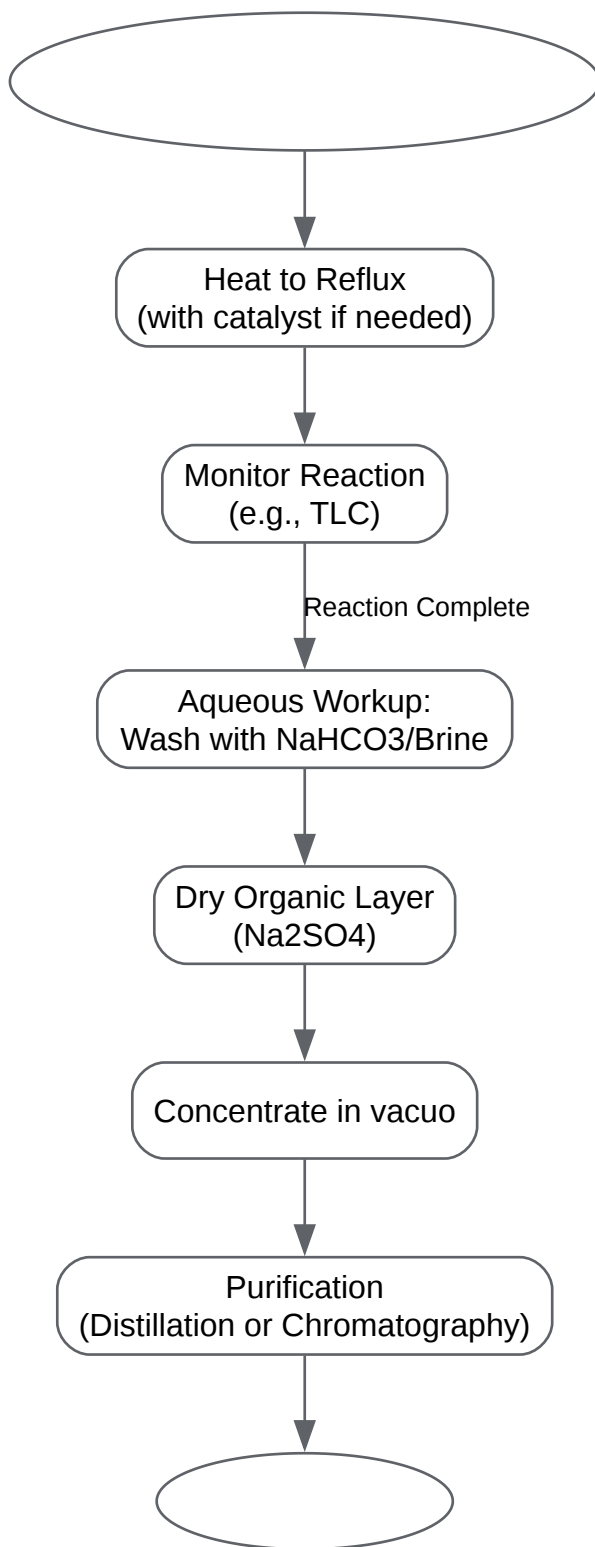 Heat to Reflux
(with catalyst if needed)
Monitor Reaction
(e.g., TLC)
Reaction Complete
Aqueous Workup:
Wash with NaHCO3/Brine
Dry Organic Layer
(Na2SO4)
Concentrate in vacuo
Purification
(Distillation or Chromatography)